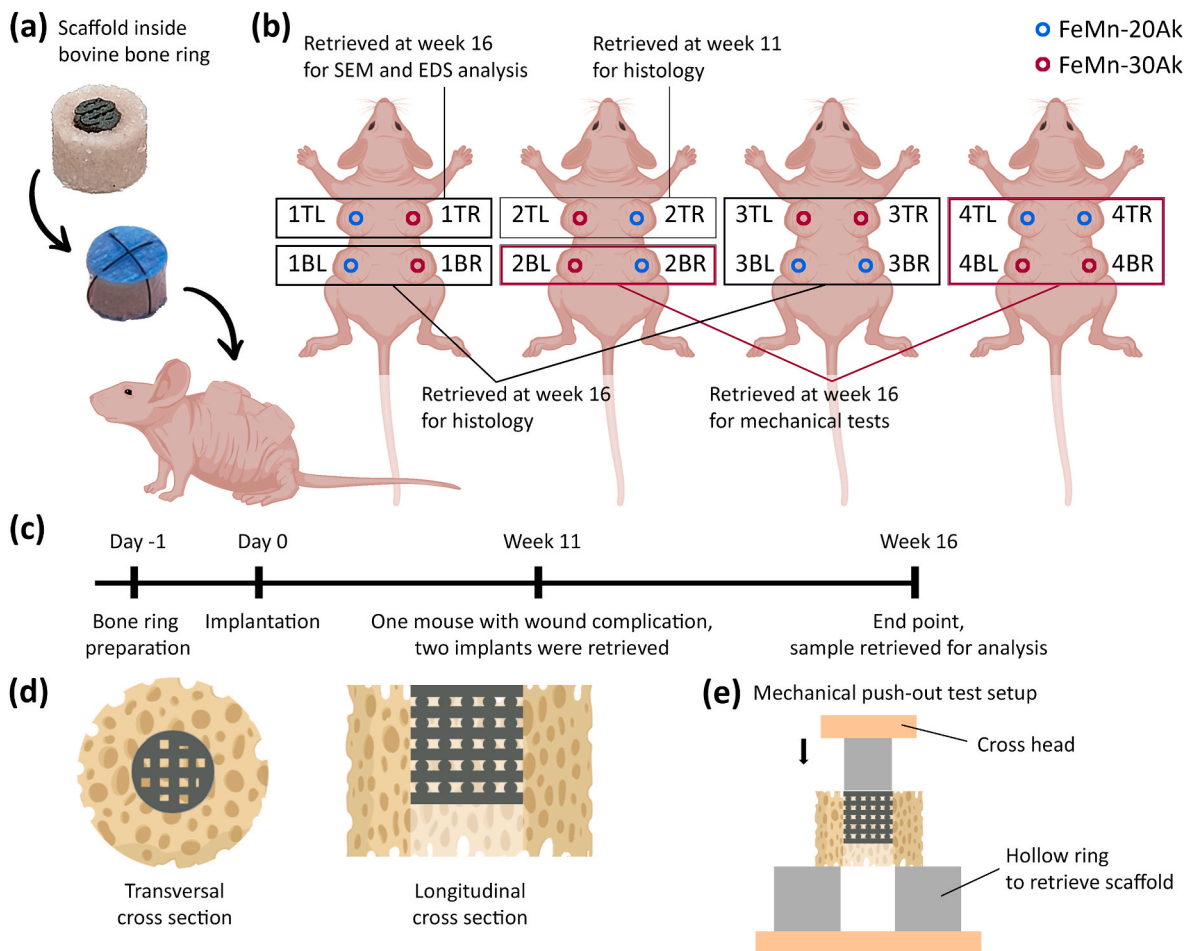 (a)
Scaffold inside
bovine bone ring
(b)
Retrieved at week 16
for SEM and EDS analysis
Retrieved at week 11
for histology
FeMn-20Ak
FeMn-30Ak
1TL 1TR 2TL 2TR 3TL 3TR 4TL 4TR
1BL 1BR 2BL 2BR 3BL 3BR 4BL 4BR
Retrieved at week 16
for histology
Retrieved at week 16
for mechanical tests
(c)
Day -1 Day 0 Week 11 Week 16
Bone ring
preparation
Implantation
One mouse with wound complication,
two implants were retrieved
End point,
sample retrieved for analysis
(d)
Transversal
cross section
Longitudinal
cross section
(e) Mechanical push-out test setup
Cross head
Hollow ring
to retrieve scaffold